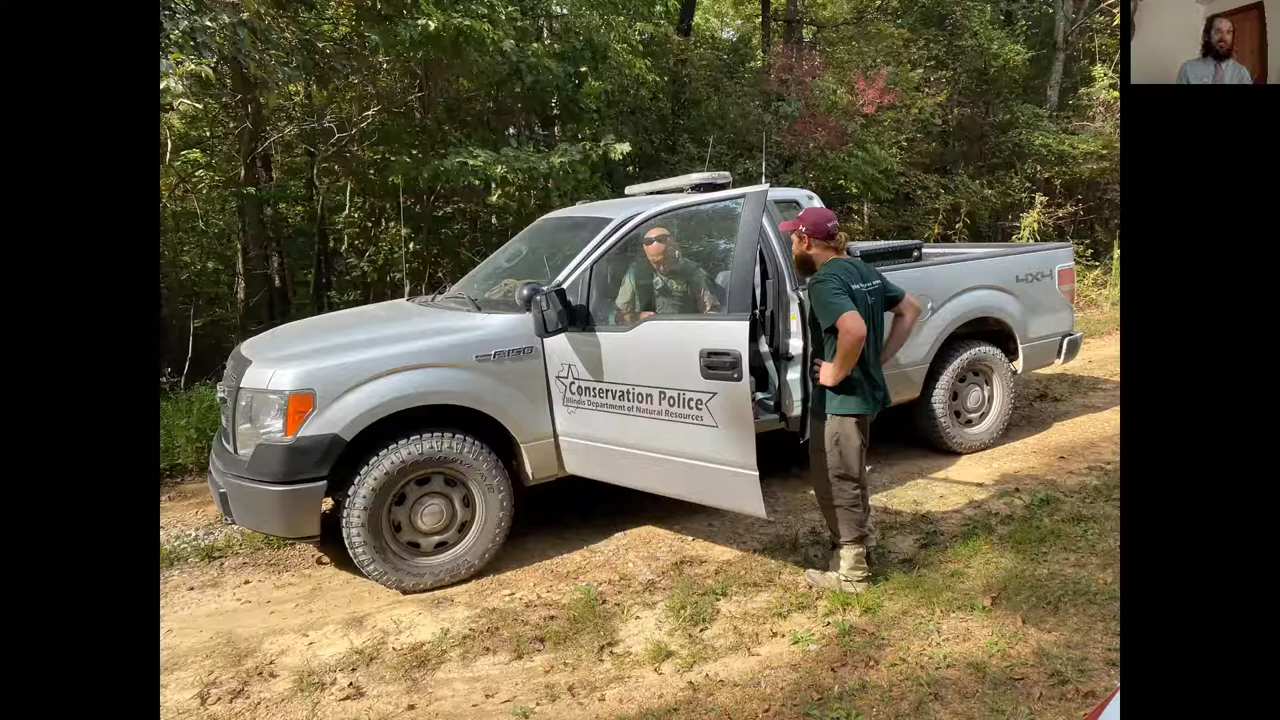 4X4
F150
Conservation Police
Illinois Department of Natural Resources